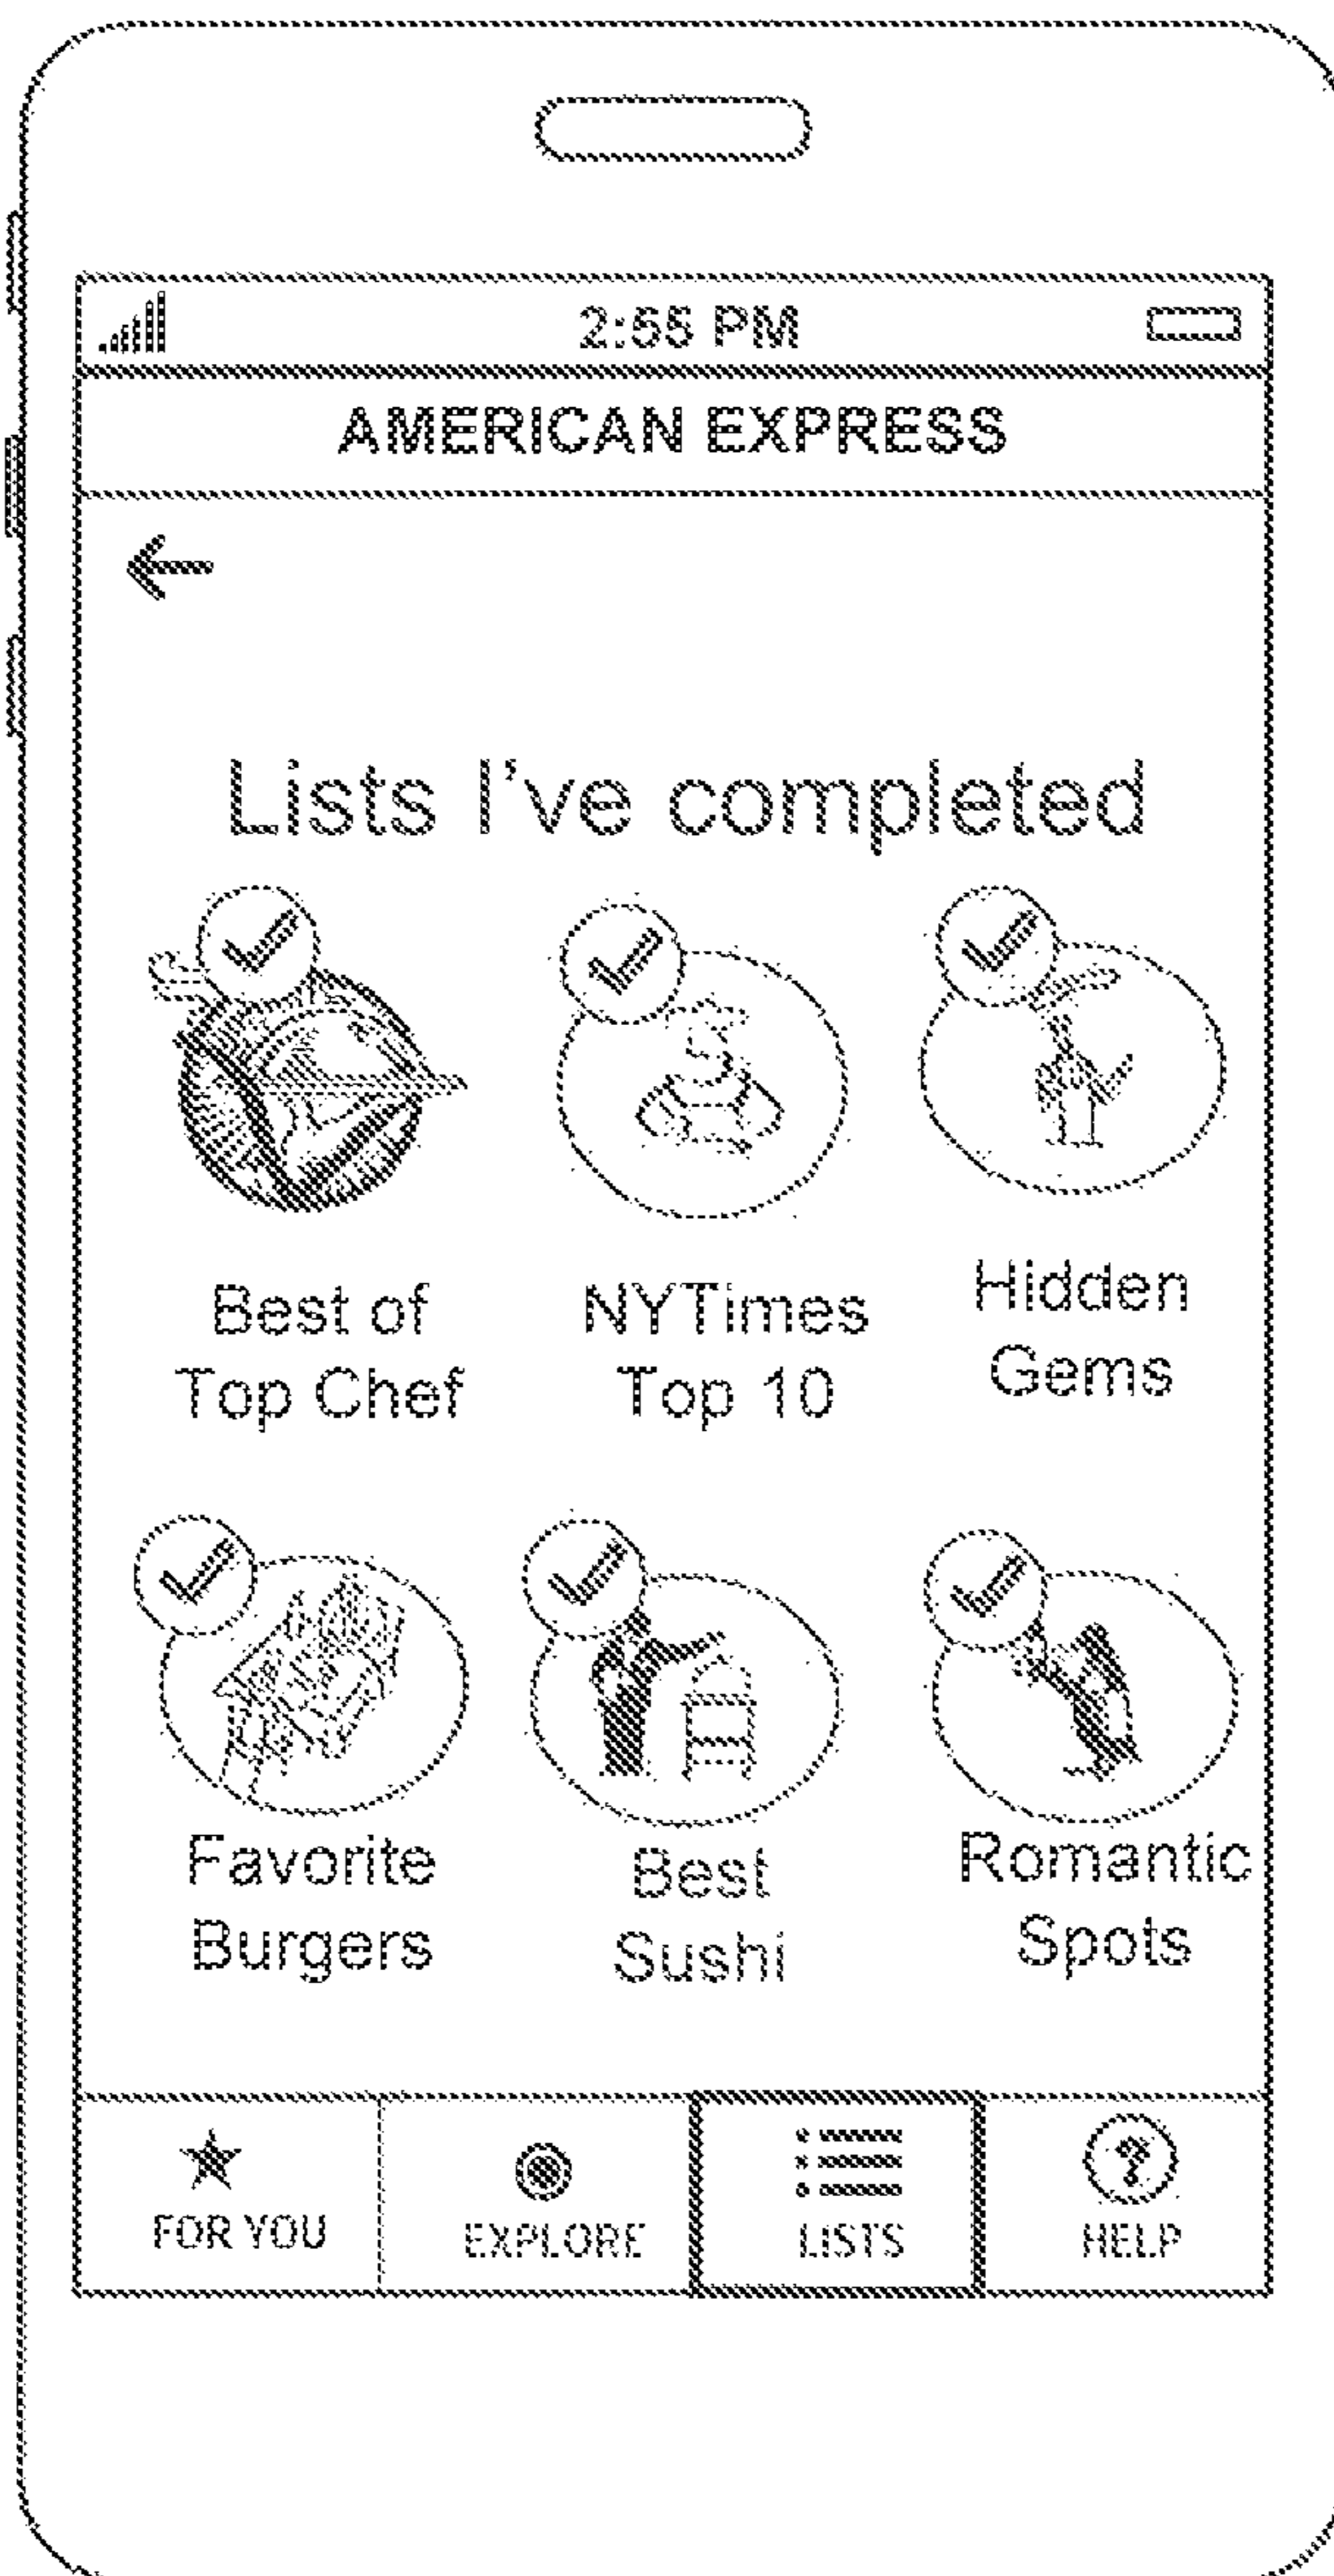 2:55 PM
AMERICAN EXPRESS
Lists I've completed
Best of
Top Chef
NYTimes
Top 10
Hidden
Gems
Favorite
Burgers
Best
Sushi
Romantic
Spots
FOR YOU
EXPLORE
LISTS
HELP